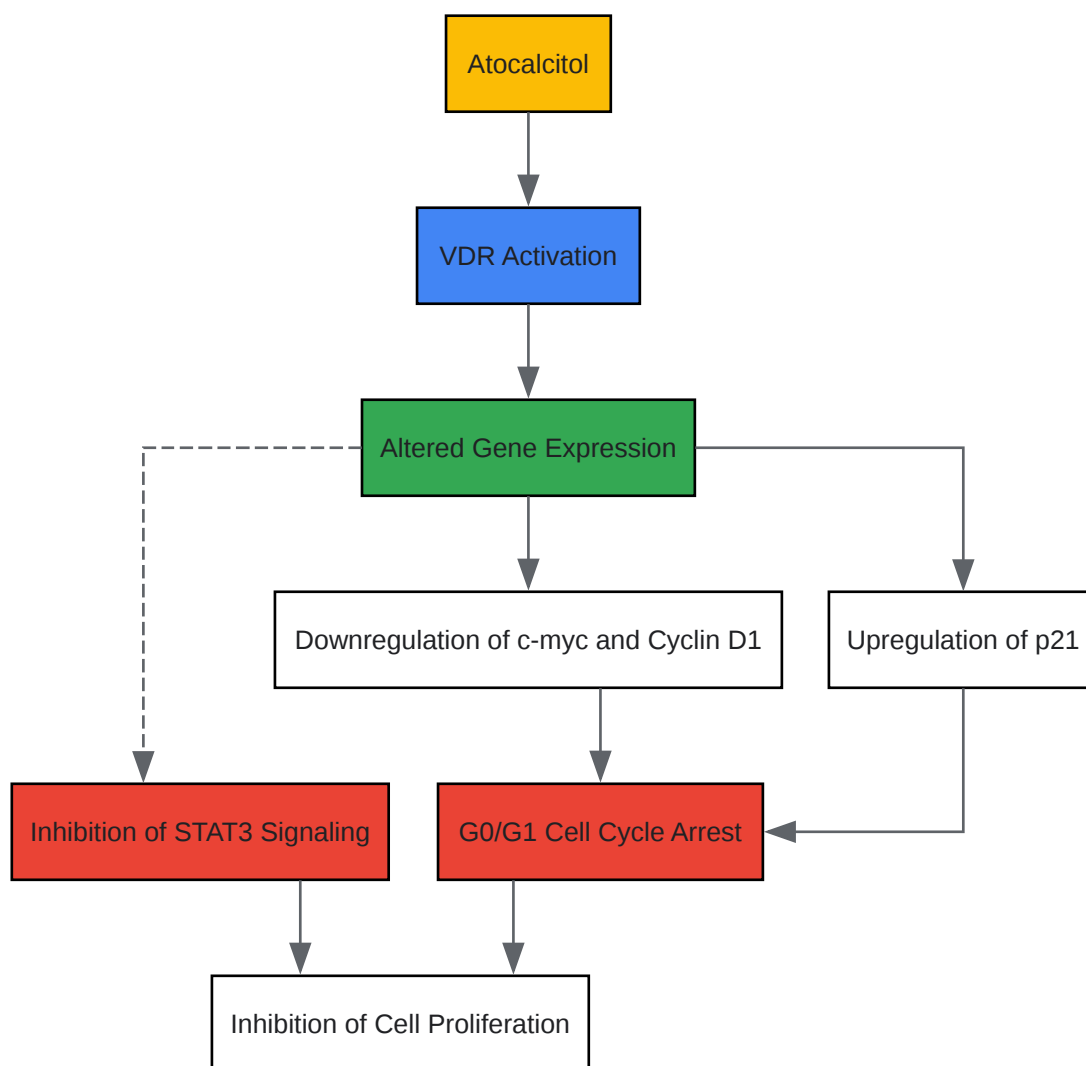 Atocalcitol
VDR Activation
Altered Gene Expression
Downregulation of c-myc and Cyclin D1
Upregulation of p21
Inhibition of STAT3 Signaling
G0/G1 Cell Cycle Arrest
Inhibition of Cell Proliferation